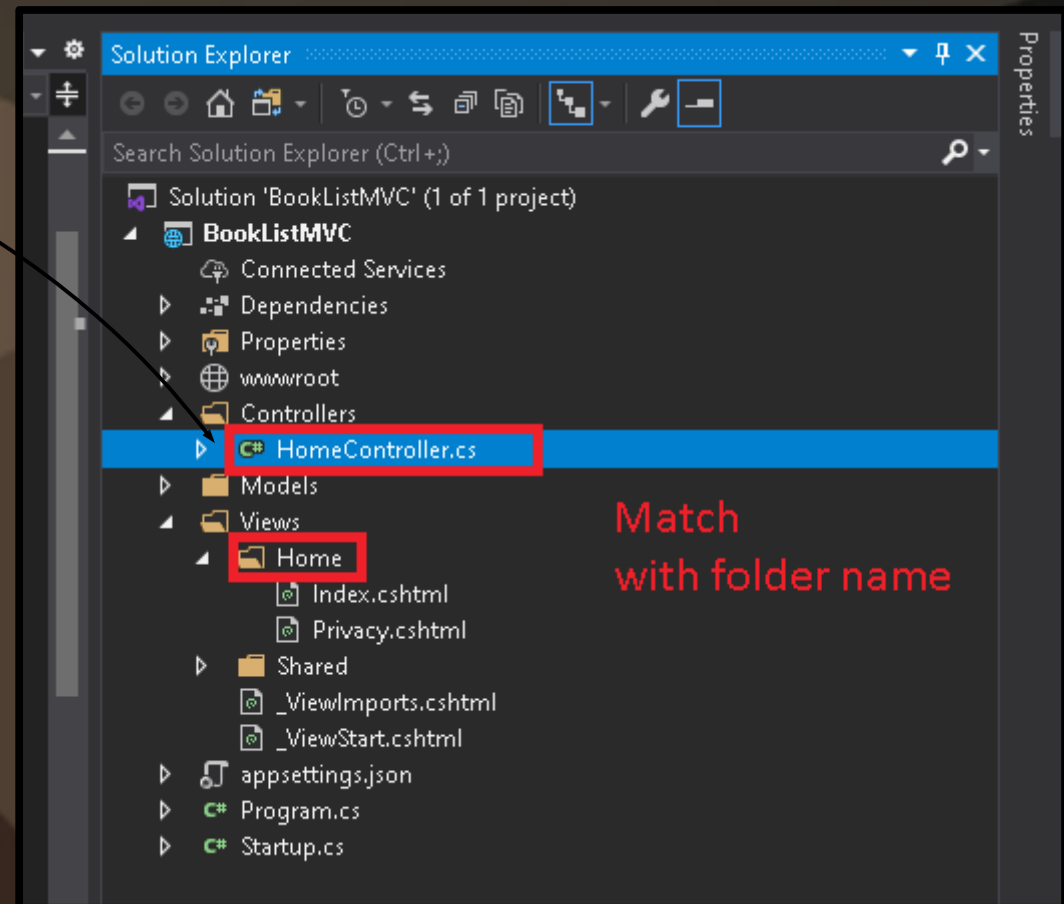 Solution Explorer
Properties
Search Solution Explorer (Ctrl+;)
Solution 'BookListMVC' (1 of 1 project)
BookListMVC
Connected Services
Dependencies
Properties
wwwroot
Controllers
C# HomeController.cs
Models
Views
Home
Match
with folder name
Index.cshtml
Privacy.cshtml
Shared
_ViewImports.cshtml
_ViewStart.cshtml
appsettings.json
C# Program.cs
C# Startup.cs